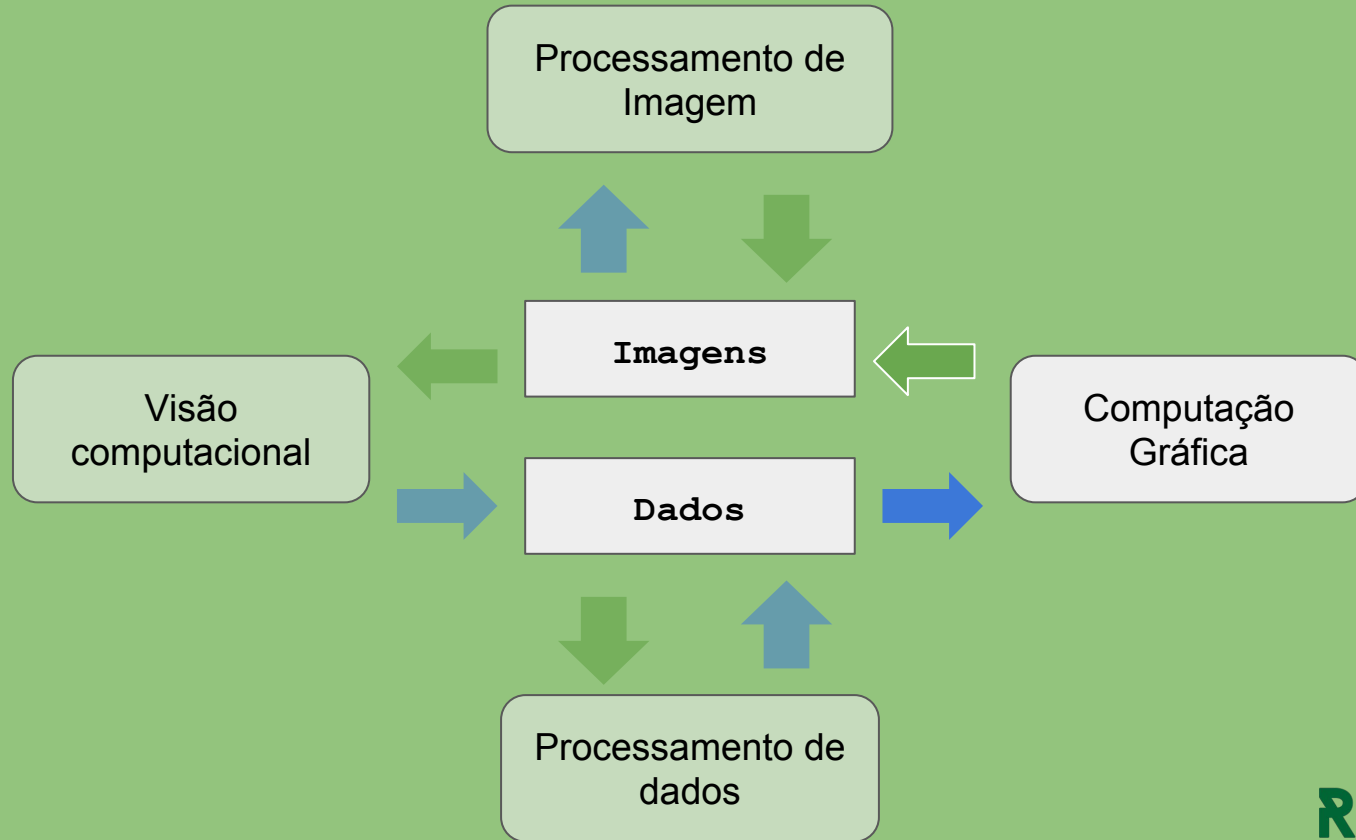 Processamento de
Imagem
Imagens
Visão
computacional
Computação
Gráfica
Dados
Processamento de
dados
R